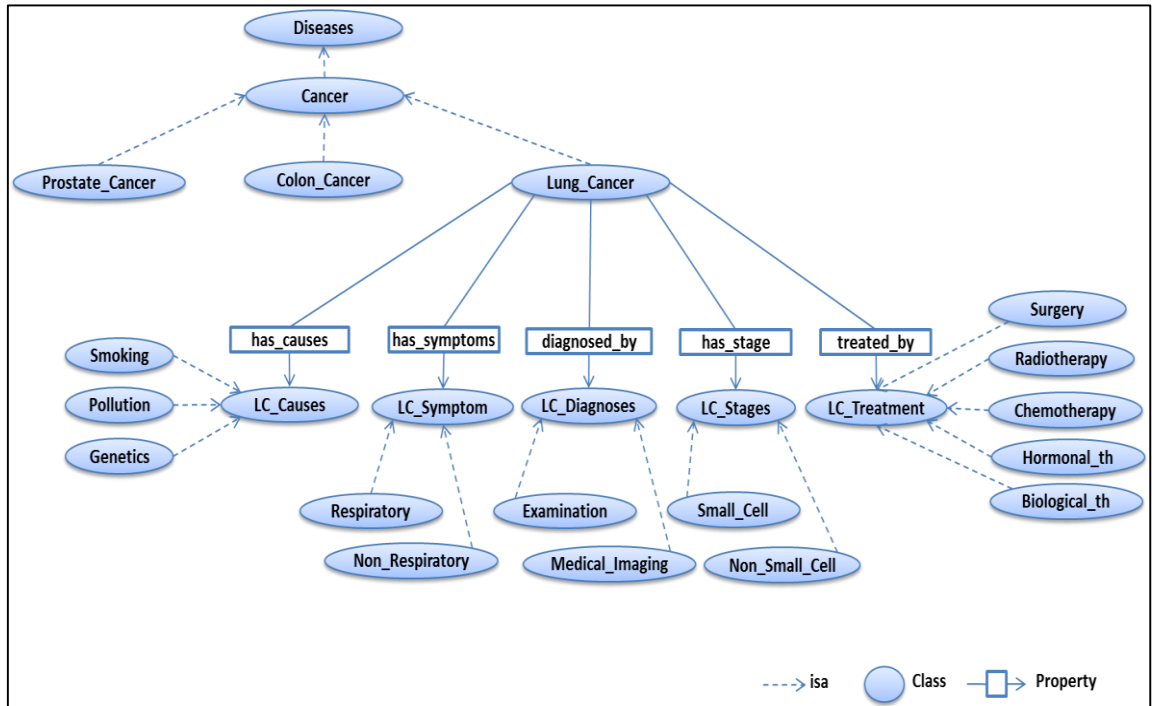 Diseases
Cancer
Prostate_Cancer
Colon_Cancer
Lung_Cancer
has_causes
has_symptoms
diagnosed_by
has_stage
treated_by
Surgery
Smoking
Radiotherapy
Pollution
LC_Causes
LC_Symptom
LC_Diagnoses
LC_Stages
LC_Treatment
Chemotherapy
Genetics
Hormonal_th
Biological_th
Respiratory
Examination
Small_Cell
Non_Respiratory
Medical_Imaging
Non_Small_Cell
isa
Class
Property